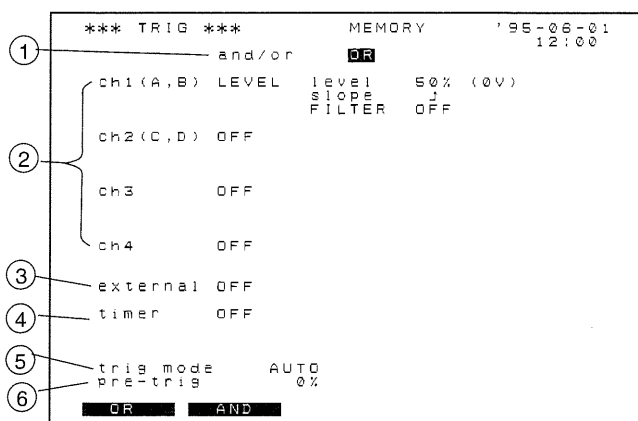 *** TRIG *** MEMORY '95-06-01
12:00
① and/or OR
ch1(A,B) LEVEL level 50% (0V)
slope ↑
FILTER OFF
② ch2(C,D) OFF
ch3 OFF
ch4 OFF
③ external OFF
④ timer OFF
⑤ trig mode AUTO
⑥ pre-trig 0%
OR AND